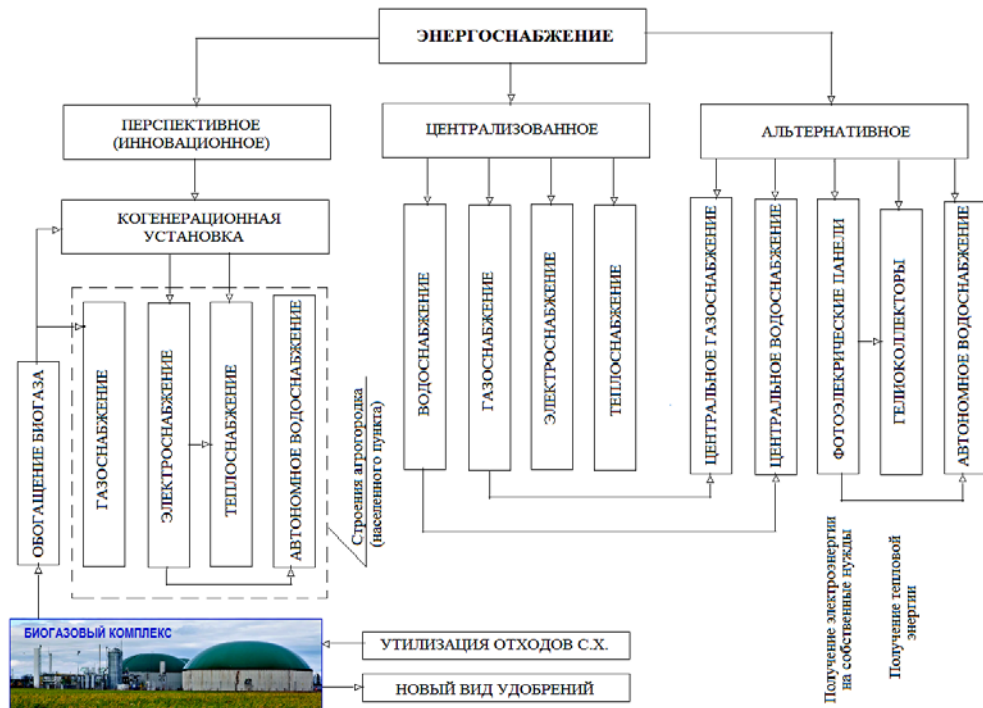 ЭНЕРГОСНАБЖЕНИЕ
ПЕРСПЕКТИВНОЕ
(ИННОВАЦИОННОЕ)
ЦЕНТРАЛИЗОВАННОЕ
АЛЬТЕРНАТИВНОЕ
КОГЕНЕРАЦИОННАЯ
УСТАНОВКА
ОБОГАЩЕНИЕ БИОГАЗА
ГАЗОСНАБЖЕНИЕ
ЭЛЕКТРОСНАБЖЕНИЕ
ТЕПЛОСНАБЖЕНИЕ
АВТОНОМНОЕ ВОДОСНАБЖЕНИЕ
Строения агрогородка
(населенного пункта)
ВОДОСНАБЖЕНИЕ
ГАЗОСНАБЖЕНИЕ
ЭЛЕКТРОСНАБЖЕНИЕ
ТЕПЛОСНАБЖЕНИЕ
ЦЕНТРАЛЬНОЕ ГАЗОСНАБЖЕНИЕ
ЦЕНТРАЛЬНОЕ ВОДОСНАБЖЕНИЕ
ФОТОЭЛЕКРИЧЕСКИЕ ПАНЕЛИ
ГЕЛИОКОЛЛЕКТОРЫ
АВТОНОМНОЕ ВОДОСНАБЖЕНИЕ
Получение электроэнергии
на собственные нужды
Получение тепловой
энергии
БИОГАЗОВЫЙ КОМПЛЕКС
УТИЛИЗАЦИЯ ОТХОДОВ С.Х.
НОВЫЙ ВИД УДОБРЕНИЙ